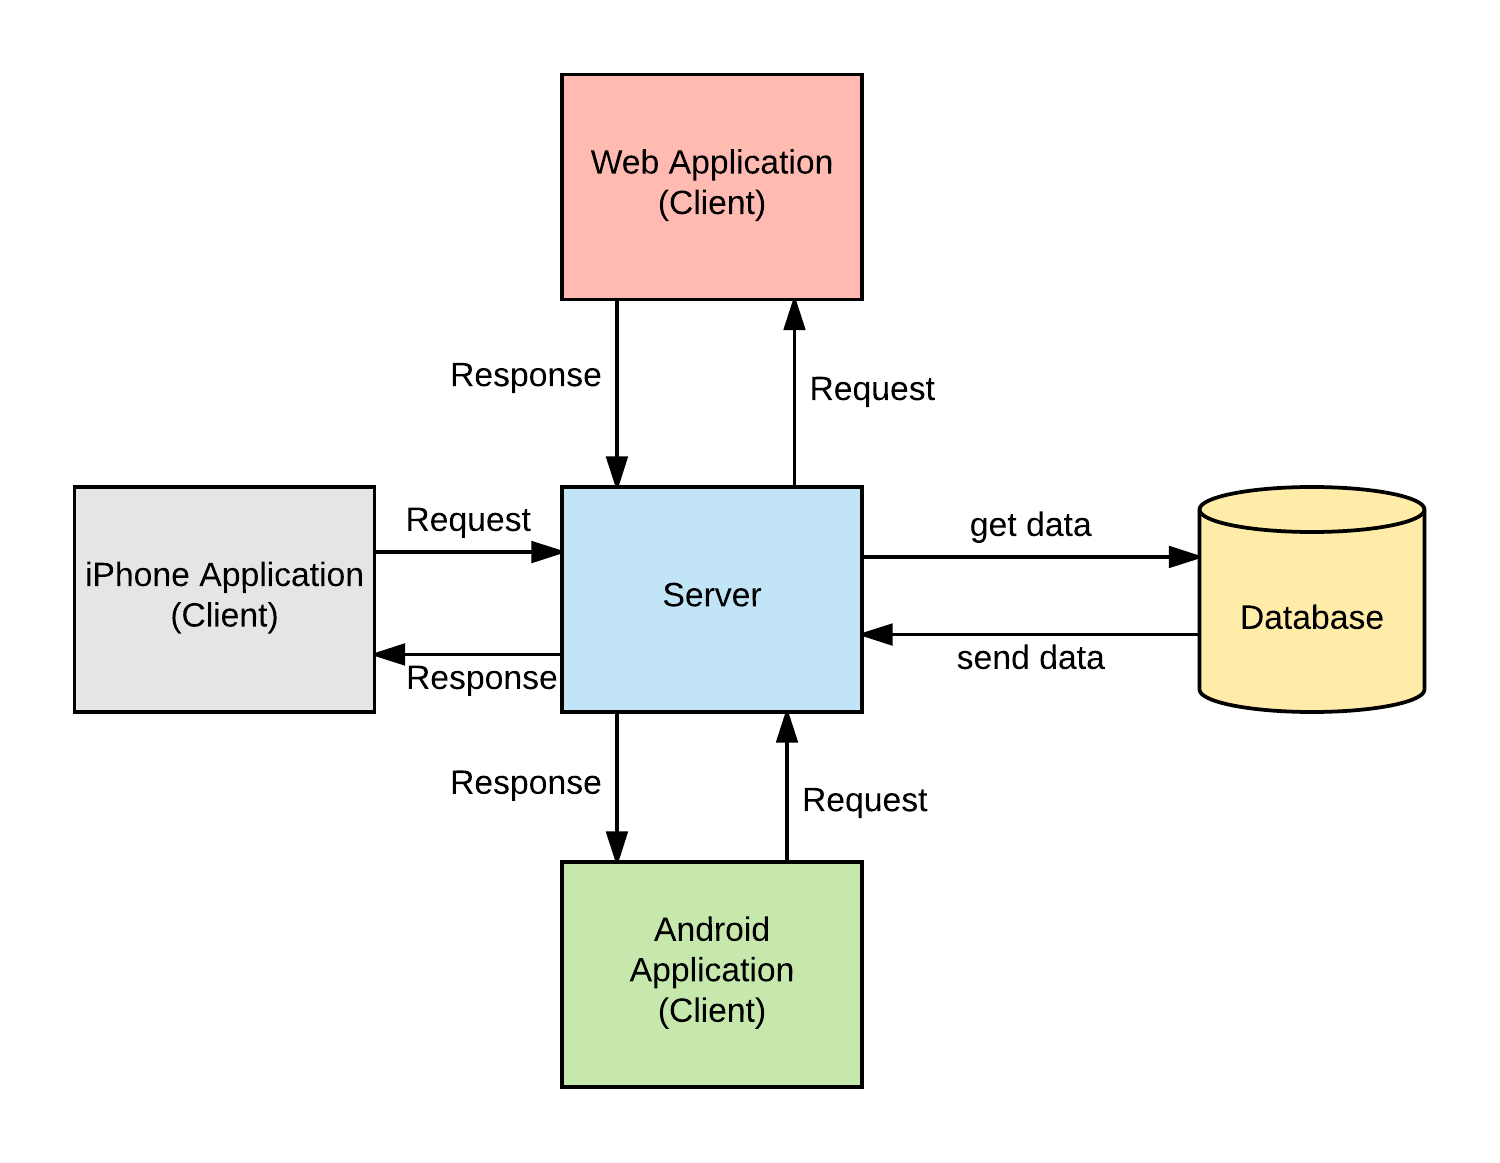 Web Application
(Client)
Response
Request
iPhone Application
(Client)
Request
Response
Server
get data
send data
Database
Response
Request
Android
Application
(Client)